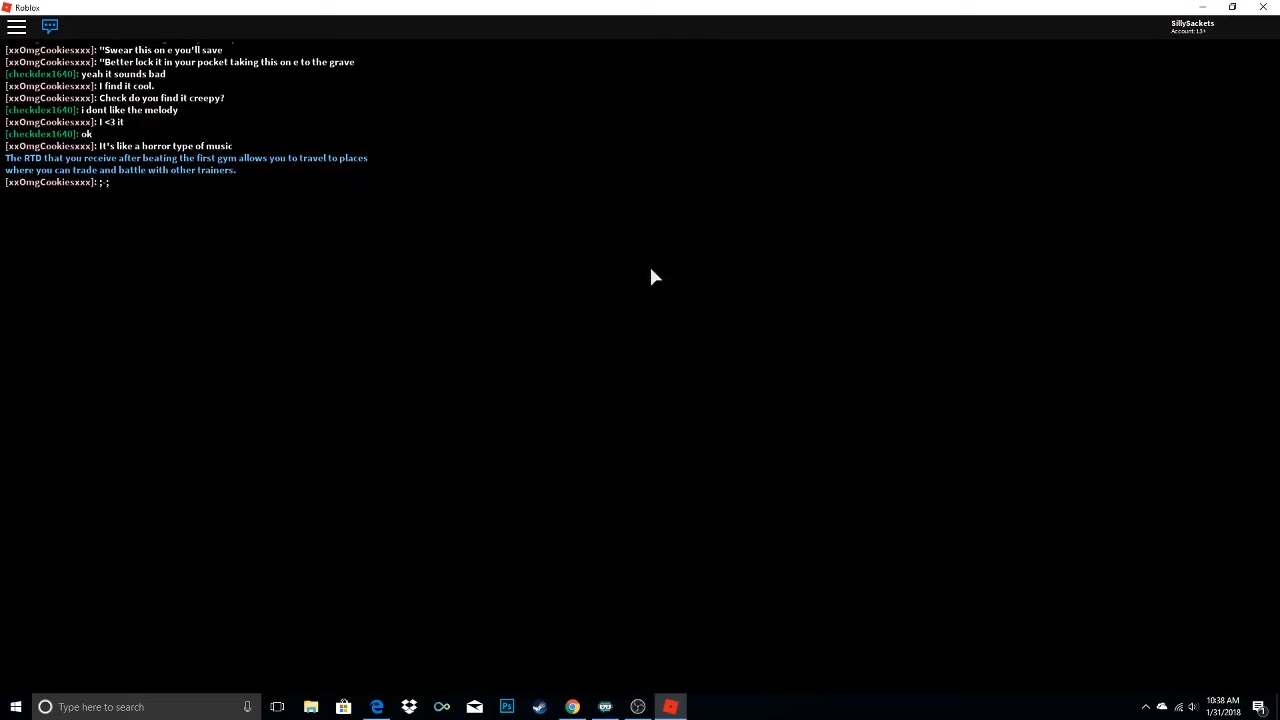 Roblox
SillySackets
Account: 13+
[xxOmgCookiesxxx]: "Swear this on e you'll save
[xxOmgCookiesxxx]: "Better lock it in your pocket taking this on e to the grave
[checkdex1640]: yeah it sounds bad
[xxOmgCookiesxxx]: I find it cool.
[xxOmgCookiesxxx]: Check do you find it creepy?
[checkdex1640]: i dont like the melody
[xxOmgCookiesxxx]: I <3 it
[checkdex1640]: ok
[xxOmgCookiesxxx]: It's like a horror type of music
The RTD that you receive after beating the first gym allows you to travel to places
where you can trade and battle with other trainers.
[xxOmgCookiesxxx]: ; ;
Type here to search
Ps
10:38 AM
1/31/2018